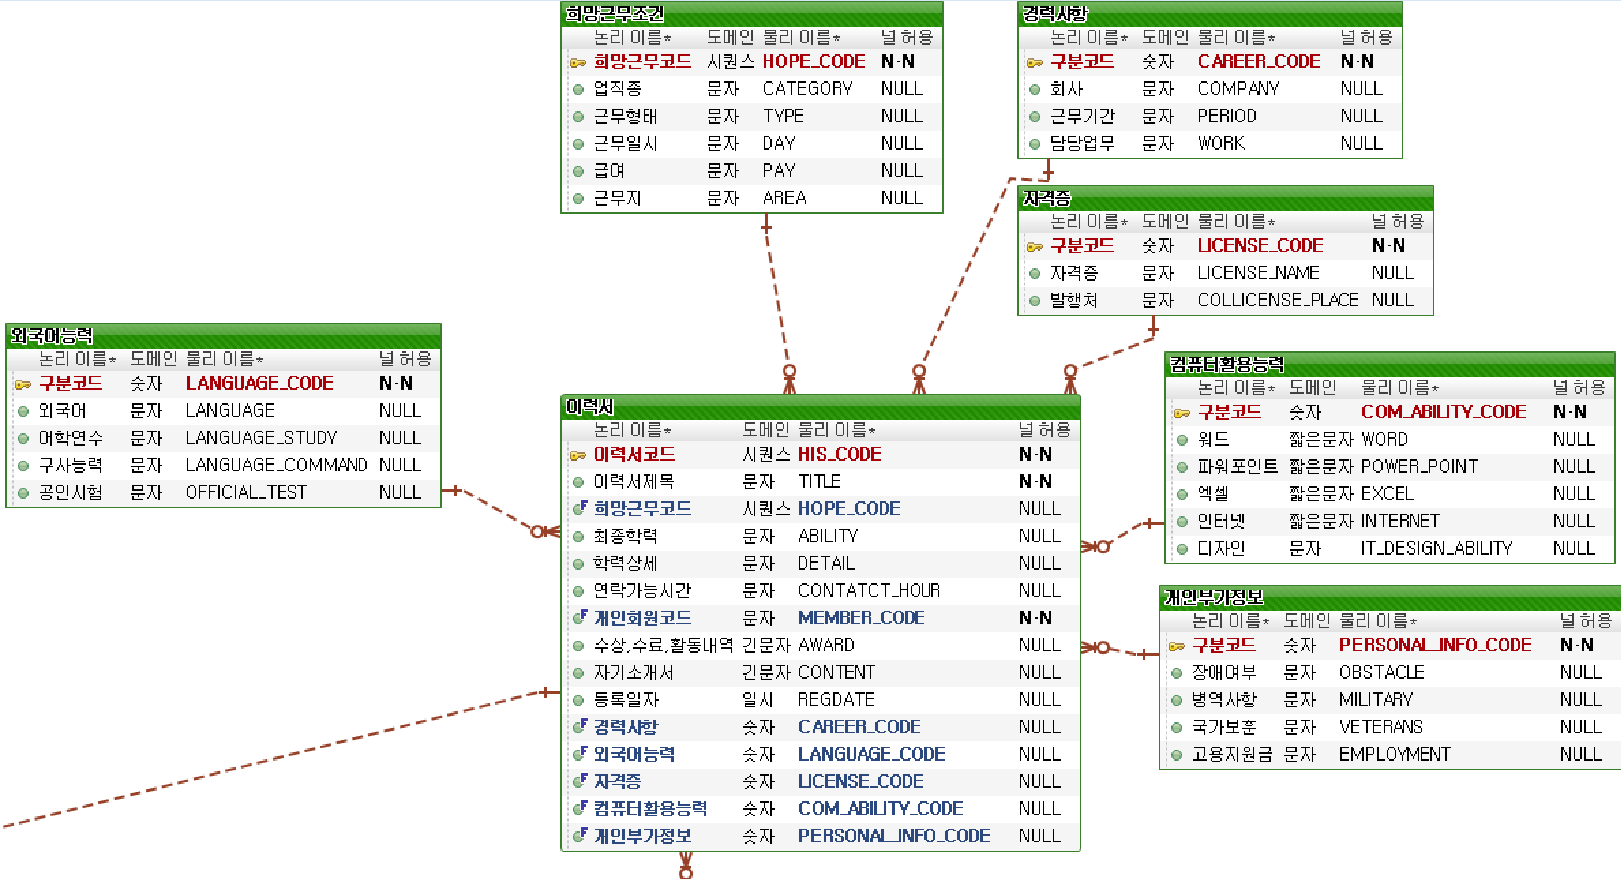 희망근무조건
논리 이름* 도메인 물리 이름* 널 허용
희망근무코드 시퀀스 HOPE_CODE N-N
업직종 문자 CATEGORY NULL
근무형태 문자 TYPE NULL
근무일시 문자 DAY NULL
급여 문자 PAY NULL
근무지 문자 AREA NULL
경력사항
논리 이름* 도메인 물리 이름* 널 허용
구분코드 숫자 CAREER_CODE N-N
회사 문자 COMPANY NULL
근무기간 문자 PERIOD NULL
담당업무 문자 WORK NULL
자격증
논리 이름* 도메인 물리 이름* 널 허용
구분코드 숫자 LICENSE_CODE N-N
자격증 문자 LICENSE_NAME NULL
발행처 문자 COLLICENSE_PLACE NULL
외국어능력
논리 이름* 도메인 물리 이름* 널 허용
구분코드 숫자 LANGUAGE_CODE N-N
외국어 문자 LANGUAGE NULL
어학연수 문자 LANGUAGE_STUDY NULL
구사능력 문자 LANGUAGE_COMMAND NULL
공인시험 문자 OFFICIAL_TEST NULL
이력서
논리 이름* 도메인 물리 이름* 널 허용
이력서코드 시퀀스 HIS_CODE N-N
이력서제목 문자 TITLE N-N
희망근무코드 시퀀스 HOPE_CODE NULL
최종학력 문자 ABILITY NULL
학력상세 문자 DETAIL NULL
연락가능시간 문자 CONTATCT_HOUR NULL
개인회원코드 문자 MEMBER_CODE N-N
수상,수료,활동내역 긴문자 AWARD NULL
자기소개서 긴문자 CONTENT NULL
등록일자 일시 REGDATE NULL
경력사항 숫자 CAREER_CODE NULL
외국어능력 숫자 LANGUAGE_CODE NULL
자격증 숫자 LICENSE_CODE NULL
컴퓨터활용능력 숫자 COM_ABILITY_CODE NULL
개인부가정보 숫자 PERSONAL_INFO_CODE NULL
컴퓨터활용능력
논리 이름* 도메인 물리 이름* 널 허용
구분코드 숫자 COM_ABILITY_CODE N-N
워드 짧은문자 WORD NULL
파워포인트 짧은문자 POWER_POINT NULL
엑셀 짧은문자 EXCEL NULL
인터넷 짧은문자 INTERNET NULL
디자인 문자 IT_DESIGN_ABILITY NULL
개인부가정보
논리 이름* 도메인 물리 이름* 널 허용
구분코드 숫자 PERSONAL_INFO_CODE N-N
장애여부 문자 OBSTACLE NULL
병역사항 문자 MILITARY NULL
국가보훈 문자 VETERANS NULL
고용지원금 문자 EMPLOYMENT NULL